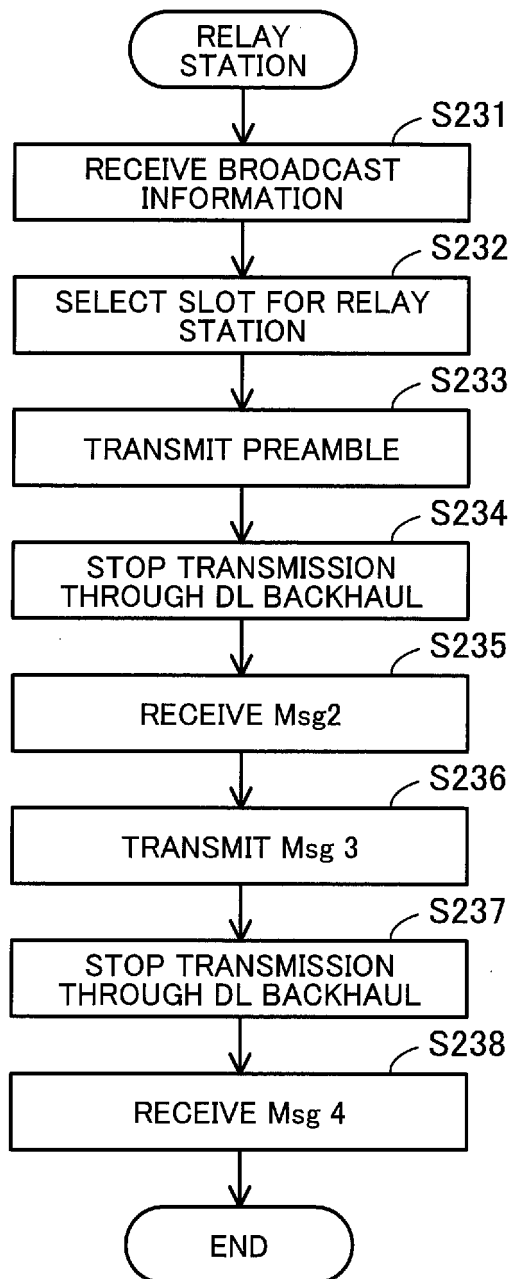 RELAY
STATION
S231
RECEIVE BROADCAST
INFORMATION
S232
SELECT SLOT FOR RELAY
STATION
S233
TRANSMIT PREAMBLE
S234
STOP TRANSMISSION
THROUGH DL BACKHAUL
S235
RECEIVE Msg2
S236
TRANSMIT Msg 3
S237
STOP TRANSMISSION
THROUGH DL BACKHAUL
S238
RECEIVE Msg 4
END